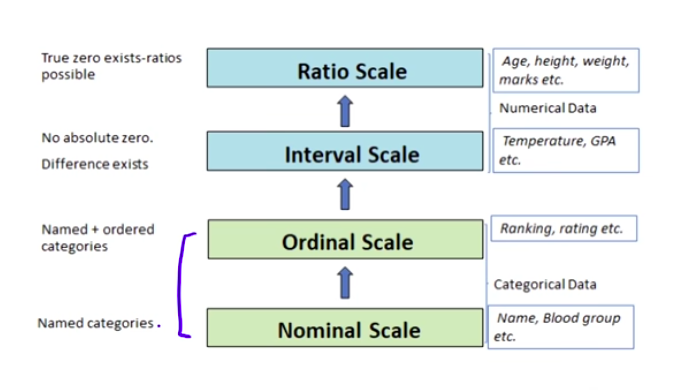 True zero exists-ratios
possible
Ratio Scale
Age, height, weight,
marks etc.
Numerical Data
No absolute zero.
Difference exists
Interval Scale
Temperature, GPA
etc.
Named + ordered
categories
Ordinal Scale
Ranking, rating etc.
Categorical Data
Named categories.
Nominal Scale
Name, Blood group
etc.